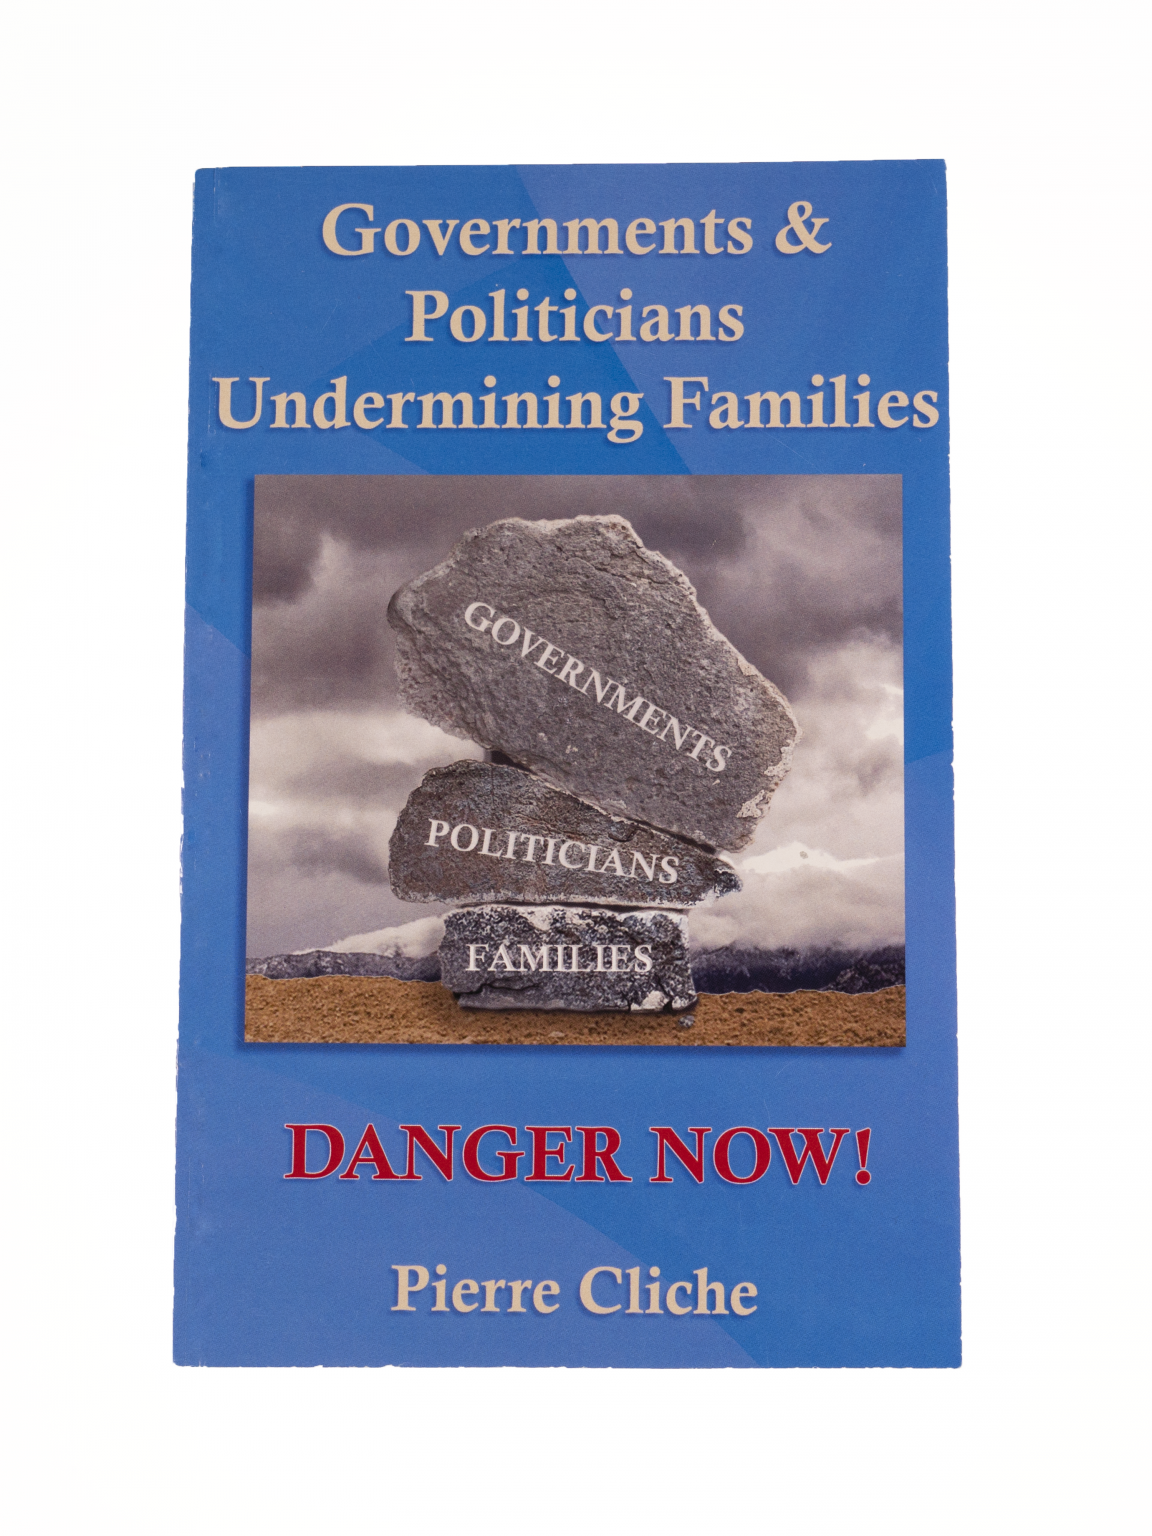 Governments &
Politicians
Undermining Families
GOVERNMENTS
POLITICIANS
FAMILIES
DANGER NOW!
Pierre Cliche